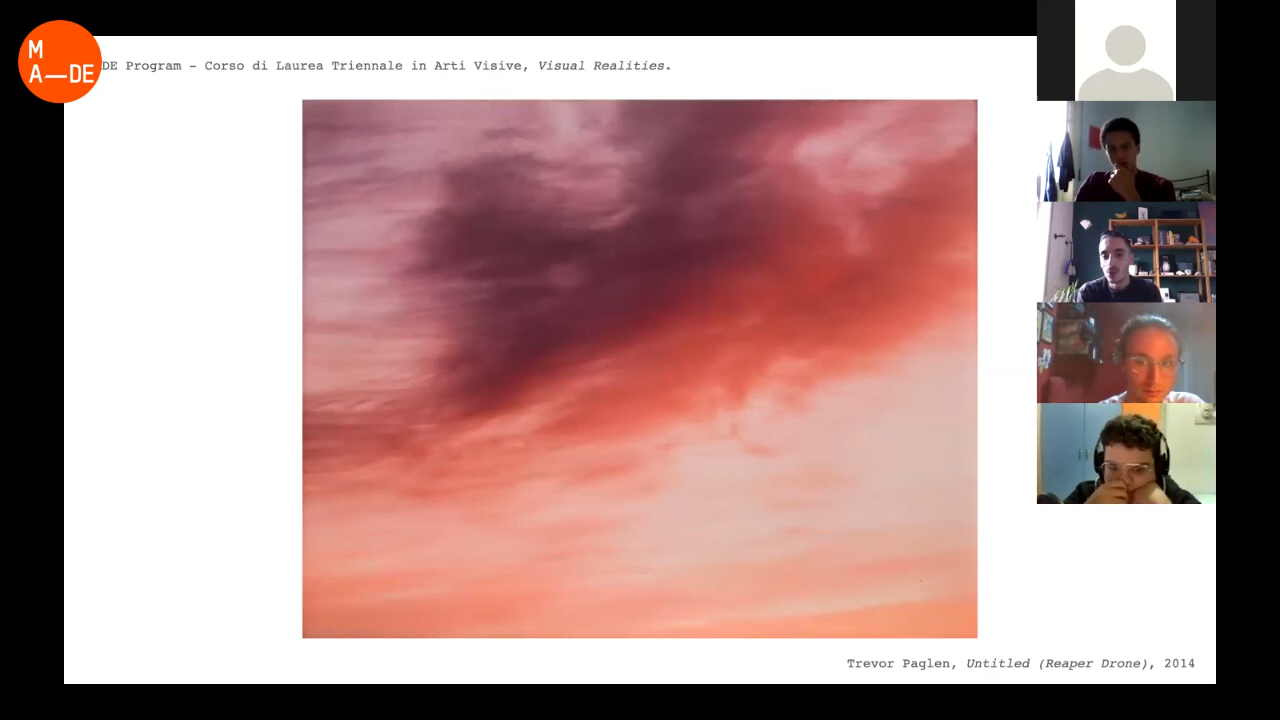 M
A—DE
DE Program – Corso di Laurea Triennale in Arti Visive, Visual Realities.
Trevor Paglen, Untitled (Reaper Drone), 2014